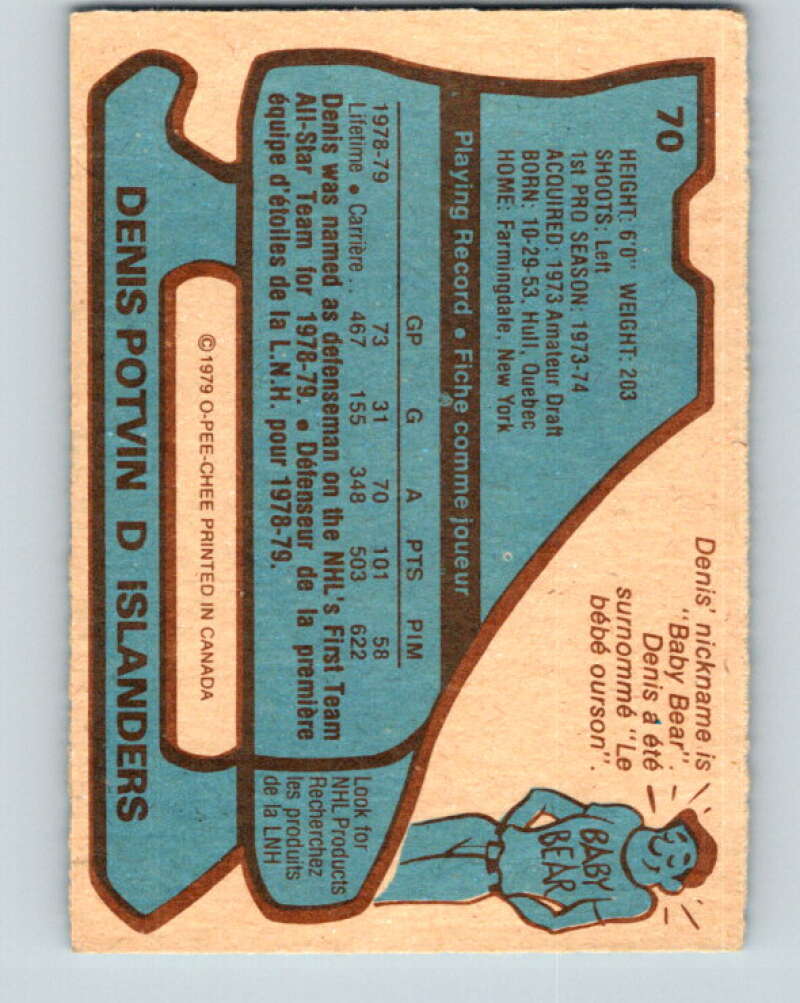 70
HEIGHT: 6'0" WEIGHT: 203
SHOOTS: Left
1st PRO SEASON: 1973-74
ACQUIRED: 1973 Amateur Draft
BORN: 10-29-53, Hull, Quebec
HOME: Farmingdale, New York
Denis' nickname is
"Baby Bear".
Denis a été
surnommé "Le
bébé ourson".
BABY
BEAR
Playing Record • Fiche comme joueur
GP G A PTS PIM
1978-79 73 31 70 101 58
Lifetime • Carrière .. 467 155 348 503 622
Denis was named as defenseman on the NHL's First Team
All-Star Team for 1978-79. • Défenseur de la première
équipe d'étoiles de la L.N.H. pour 1978-79.
Look for
NHL Products
Recherchez
les produits
de la LNH
©1979 O-PEE-CHEE PRINTED IN CANADA
DENIS POTVIN D ISLANDERS